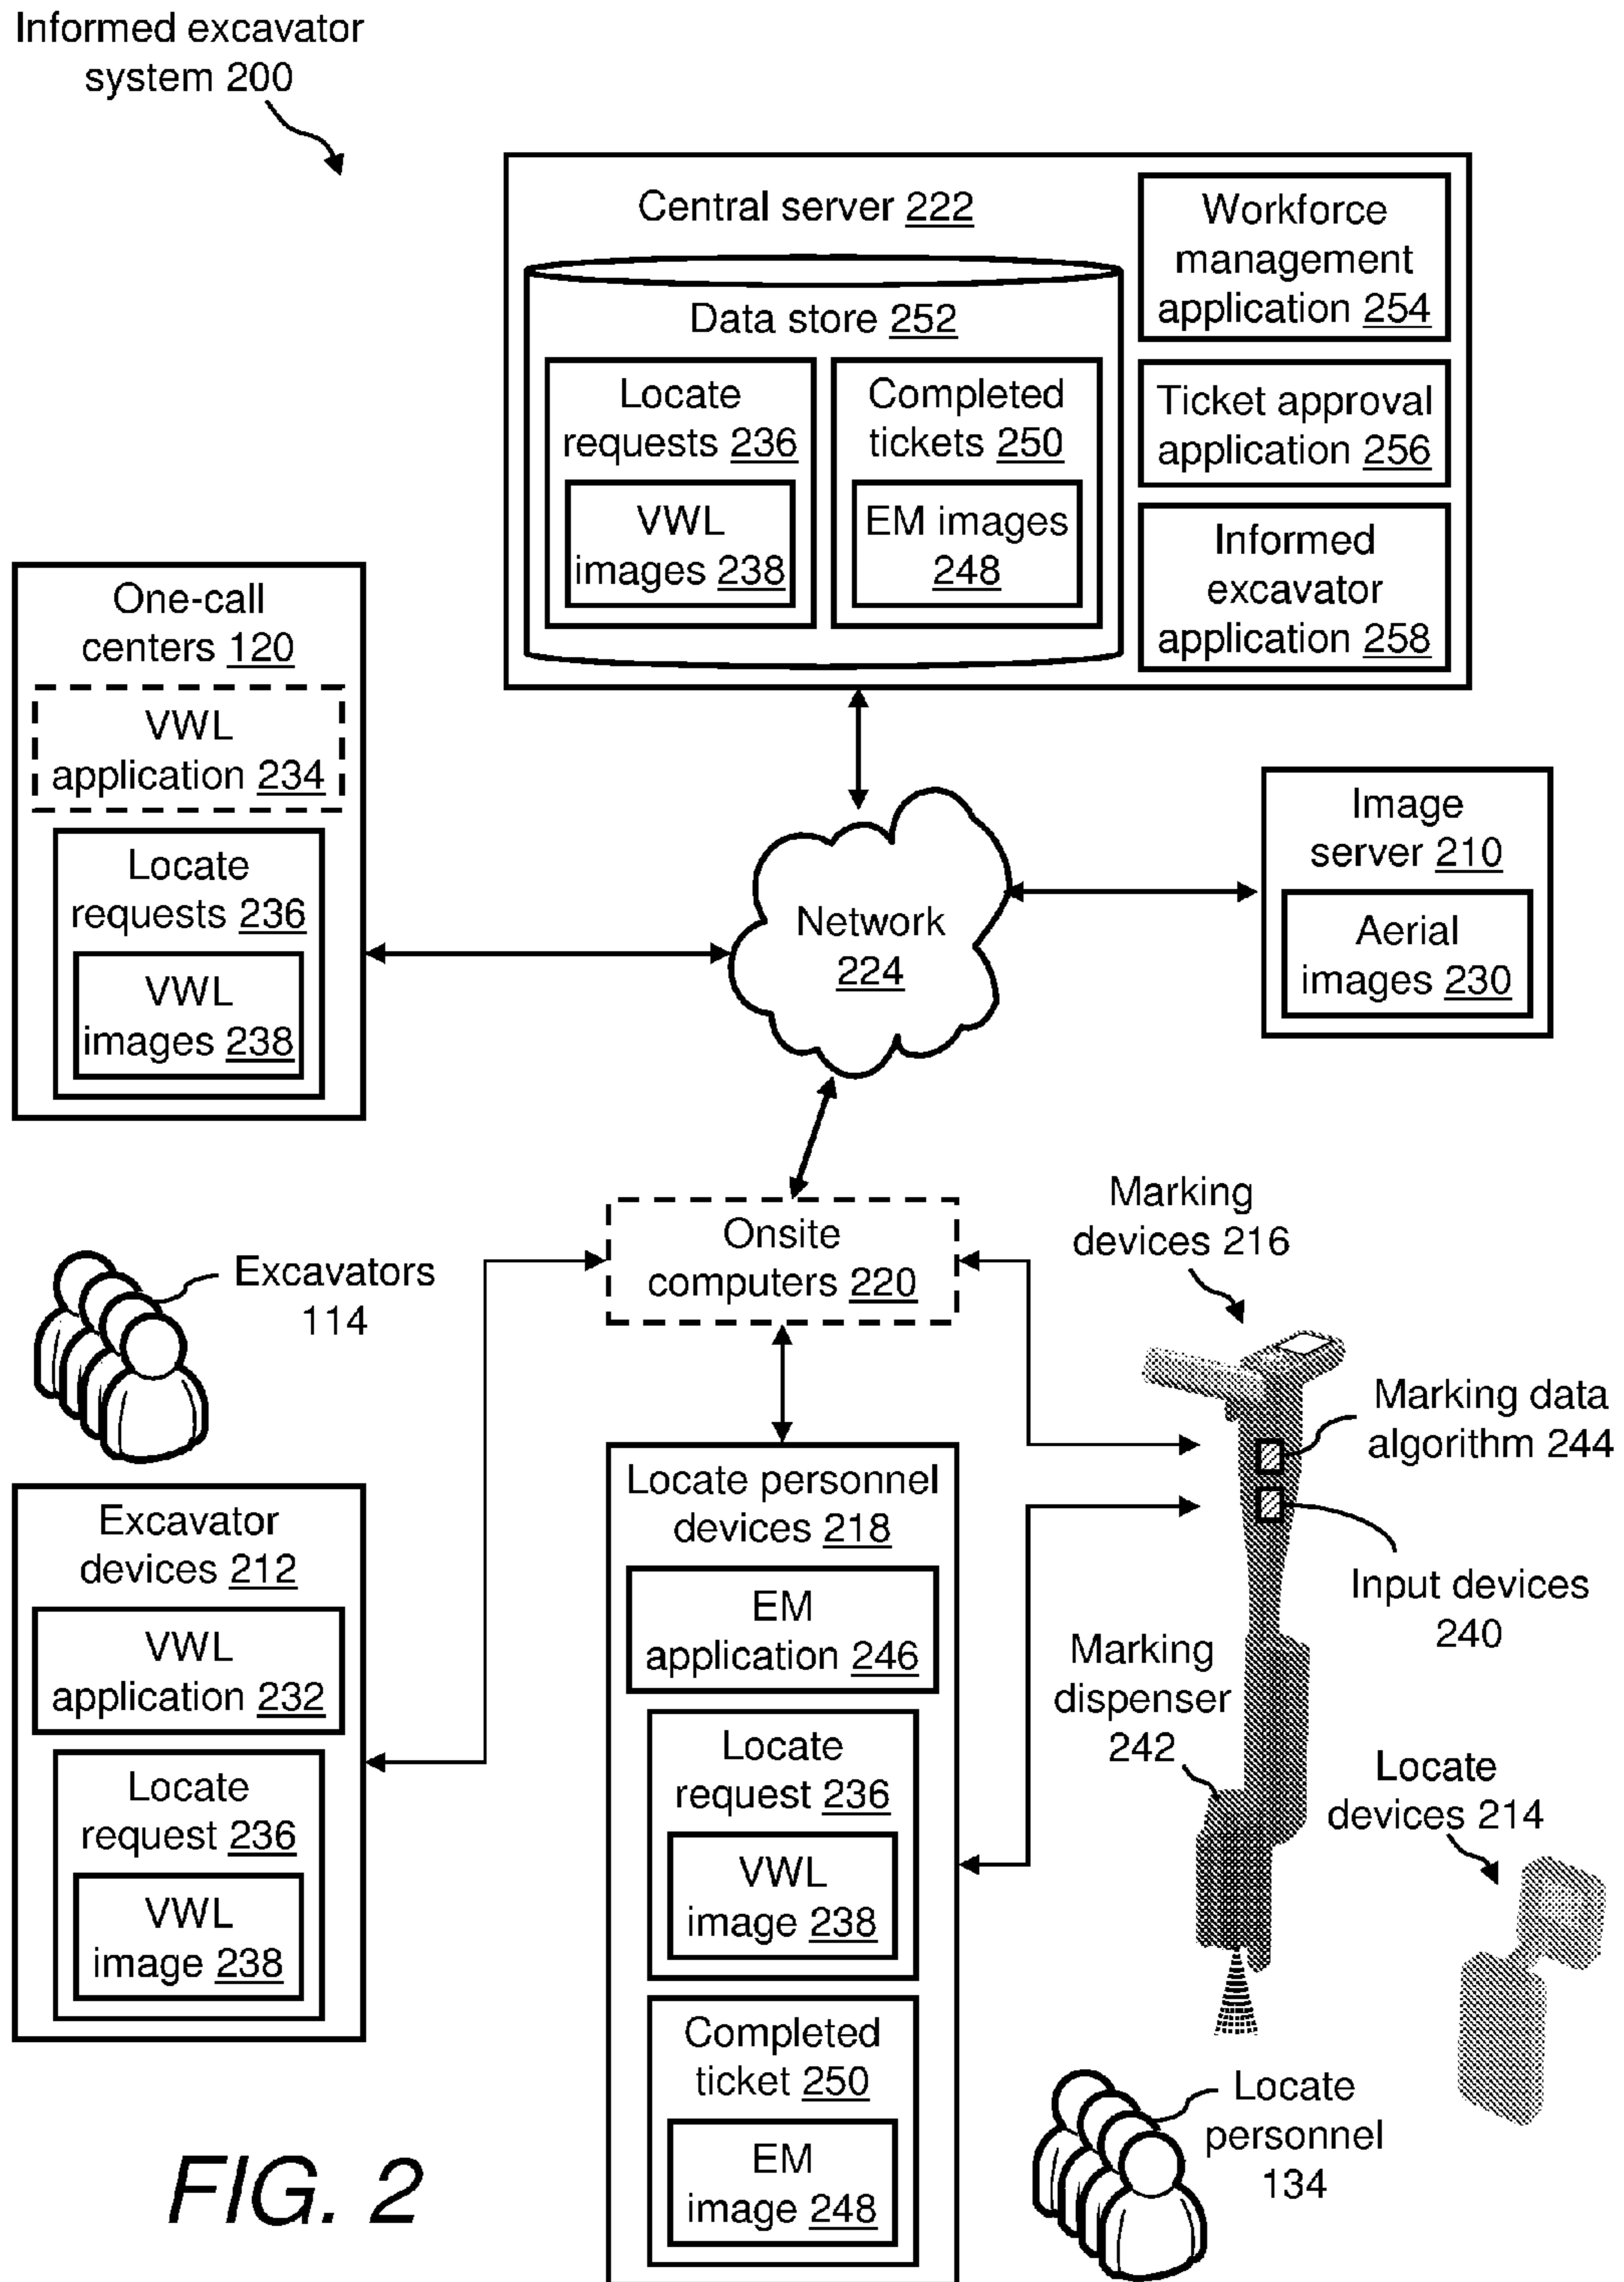 Informed excavator
system 200
Central server 222
Data store 252
Locate
requests 236
VWL
images 238
Completed
tickets 250
EM images
248
Workforce
management
application 254
Ticket approval
application 256
Informed
excavator
application 258
One-call
centers 120
VWL
application 234
Locate
requests 236
VWL
images 238
Network
224
Image
server 210
Aerial
images 230
Onsite
computers 220
Excavators
114
Excavator
devices 212
VWL
application 232
Locate
request 236
VWL
image 238
Locate personnel
devices 218
EM
application 246
Locate
request 236
VWL
image 238
Completed
ticket 250
EM
image 248
Marking
devices 216
Marking data
algorithm 244
Input devices
240
Marking
dispenser
242
Locate
devices 214
Locate
personnel
134
FIG. 2